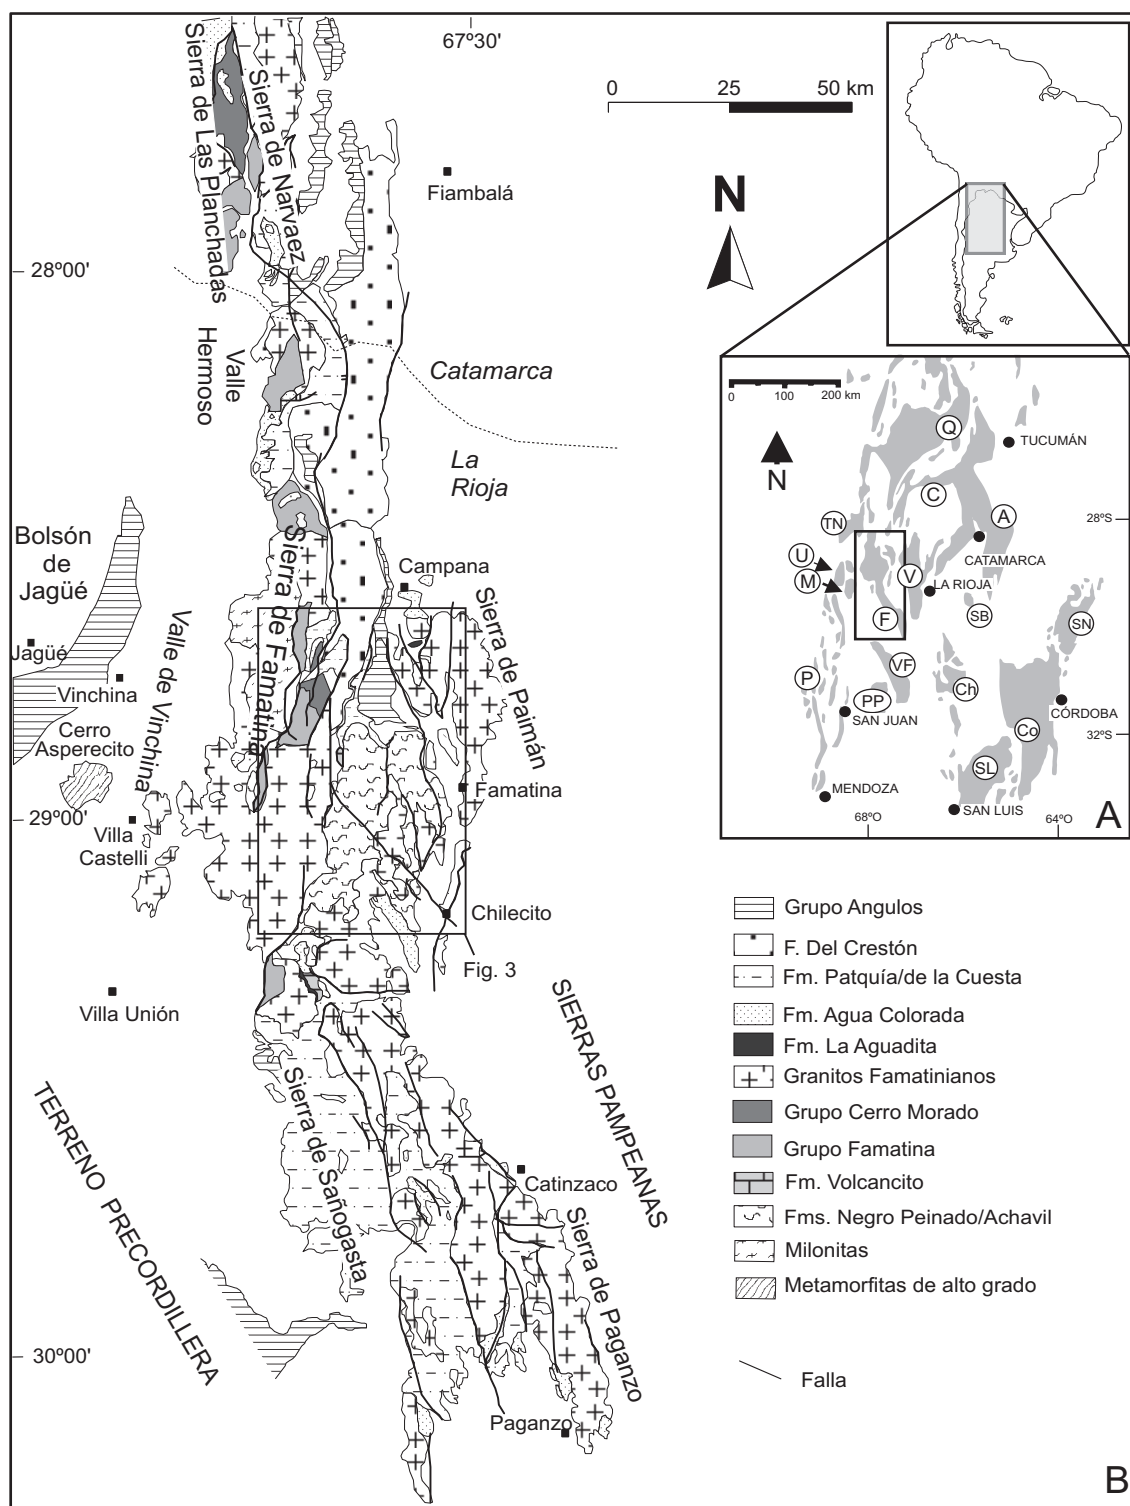 67º30'
0
25
50 km
N
Fiambalá
Sierra de Las Planchadas
Sierra de Narvaez
28º00'
Valle
Hermoso
Catamarca
La
Rioja
Bolsón
de
Jagüé
Jagüé
Vinchina
Cerro
Asperecito
Valle de Vinchina
Sierra de Famatina
Campana
Sierra de Paimán
Famatina
29º00'
Villa
Castelli
Chilecito
Fig. 3
Villa Unión
SIERRAS PAMPEANAS
TERRENO PRECORDILLERA
Sierra de Sañogasta
Catinzaco
Sierra de Paganzo
30º00'
Paganzo
0
100
200 km
N
Q
TUCUMÁN
C
A
TN
28ºS
CATAMARCA
U
M
V
LA RIOJA
F
SB
SN
VF
P
PP
Ch
SAN JUAN
CÓRDOBA
Co
32ºS
SL
MENDOZA
SAN LUIS
68ºO
64ºO
A
Grupo Angulos
F. Del Crestón
Fm. Patquía/de la Cuesta
Fm. Agua Colorada
Fm. La Aguadita
Granitos Famatinianos
Grupo Cerro Morado
Grupo Famatina
Fm. Volcancito
Fms. Negro Peinado/Achavil
Milonitas
Metamorfitas de alto grado
Falla
B